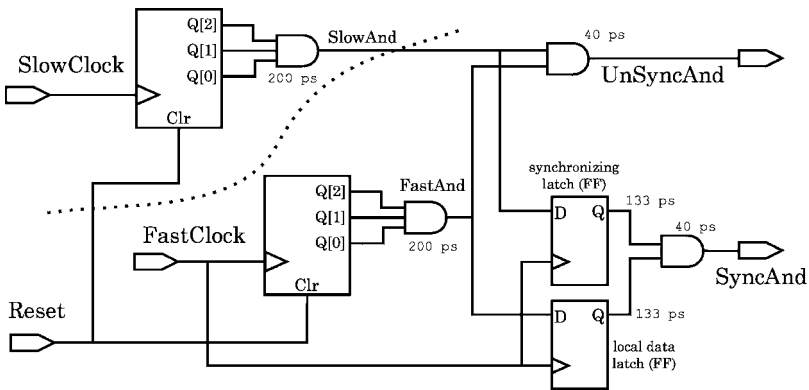 Q[2]
Q[1]
Q[0]
SlowClock
Clr
SlowAnd
200 ps
40 ps
UnSyncAnd
synchronizing
latch (FF)
Q[2]
Q[1]
Q[0]
FastAnd
200 ps
FastClock
Clr
D
Q
133 ps
40 ps
SyncAnd
Reset
D
Q
133 ps
local data
latch (FF)